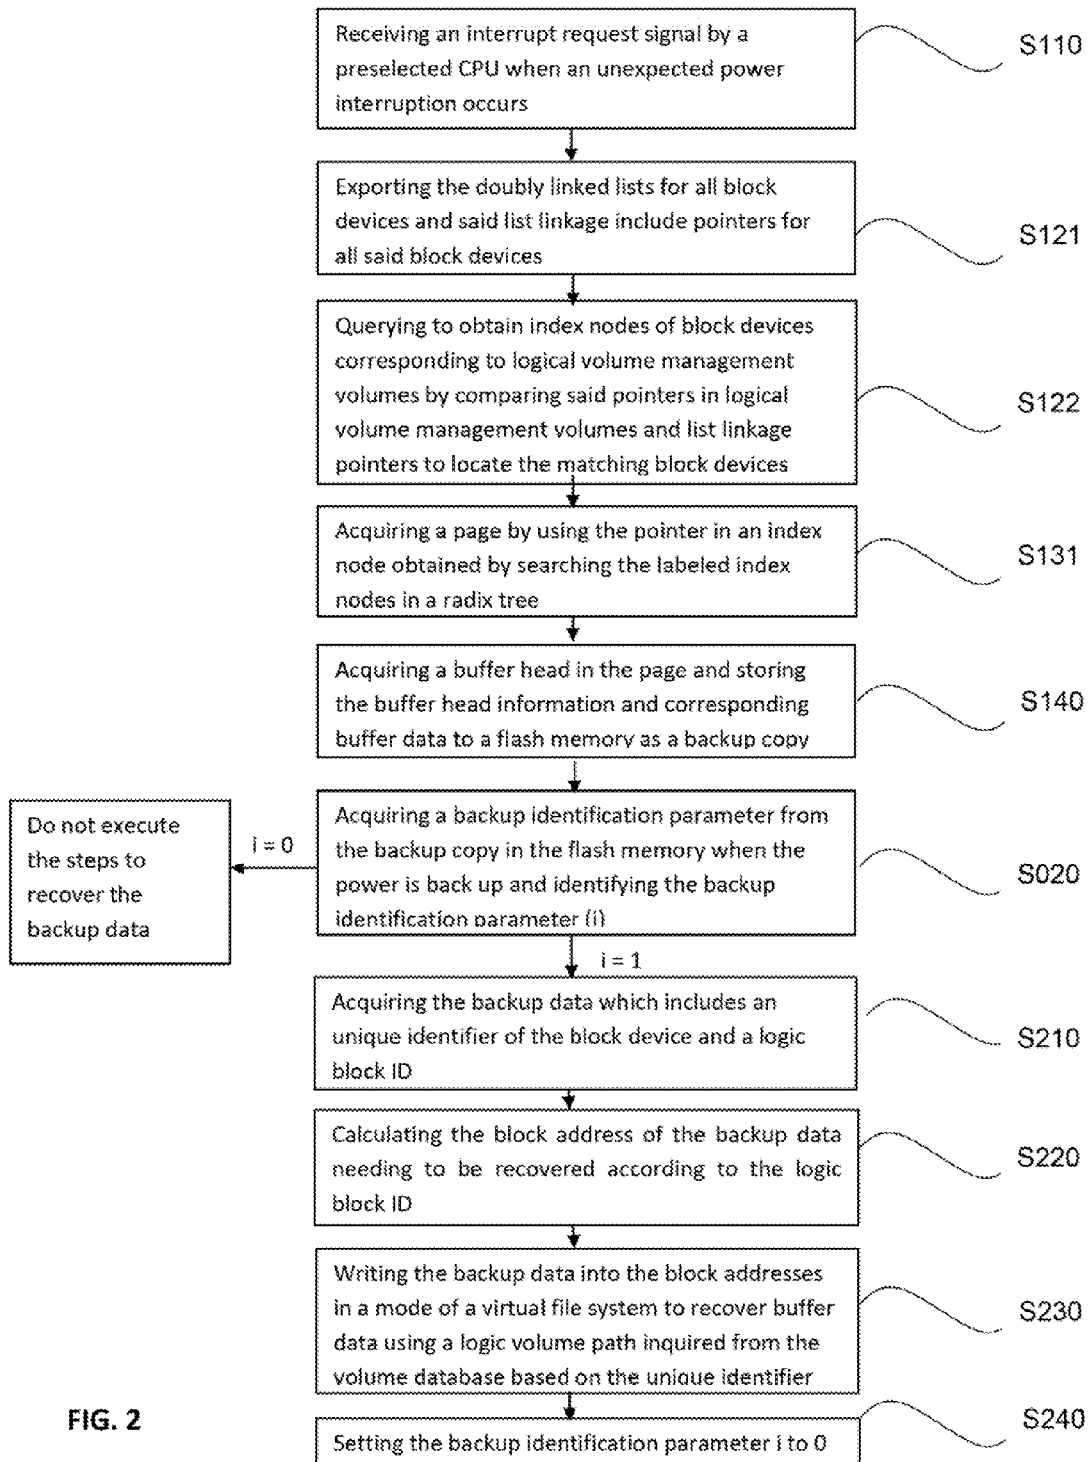 Receiving an interrupt request signal by a
preselected CPU when an unexpected power
interruption occurs
S110
Exporting the doubly linked lists for all block
devices and said list linkage include pointers for
all said block devices
S121
Querying to obtain index nodes of block devices
corresponding to logical volume management
volumes by comparing said pointers in logical
volume management volumes and list linkage
pointers to locate the matching block devices
S122
Acquiring a page by using the pointer in an index
node obtained by searching the labeled index
nodes in a radix tree
S131
Acquiring a buffer head in the page and storing
the buffer head information and corresponding
buffer data to a flash memory as a backup copy
S140
Do not execute
the steps to
recover the
backup data
i = 0
Acquiring a backup identification parameter from
the backup copy in the flash memory when the
power is back up and identifying the backup
identification parameter (i)
S020
i = 1
Acquiring the backup data which includes an
unique identifier of the block device and a logic
block ID
S210
Calculating the block address of the backup data
needing to be recovered according to the logic
block ID
S220
Writing the backup data into the block addresses
in a mode of a virtual file system to recover buffer
data using a logic volume path inquired from the
volume database based on the unique identifier
S230
FIG. 2
Setting the backup identification parameter i to 0
S240